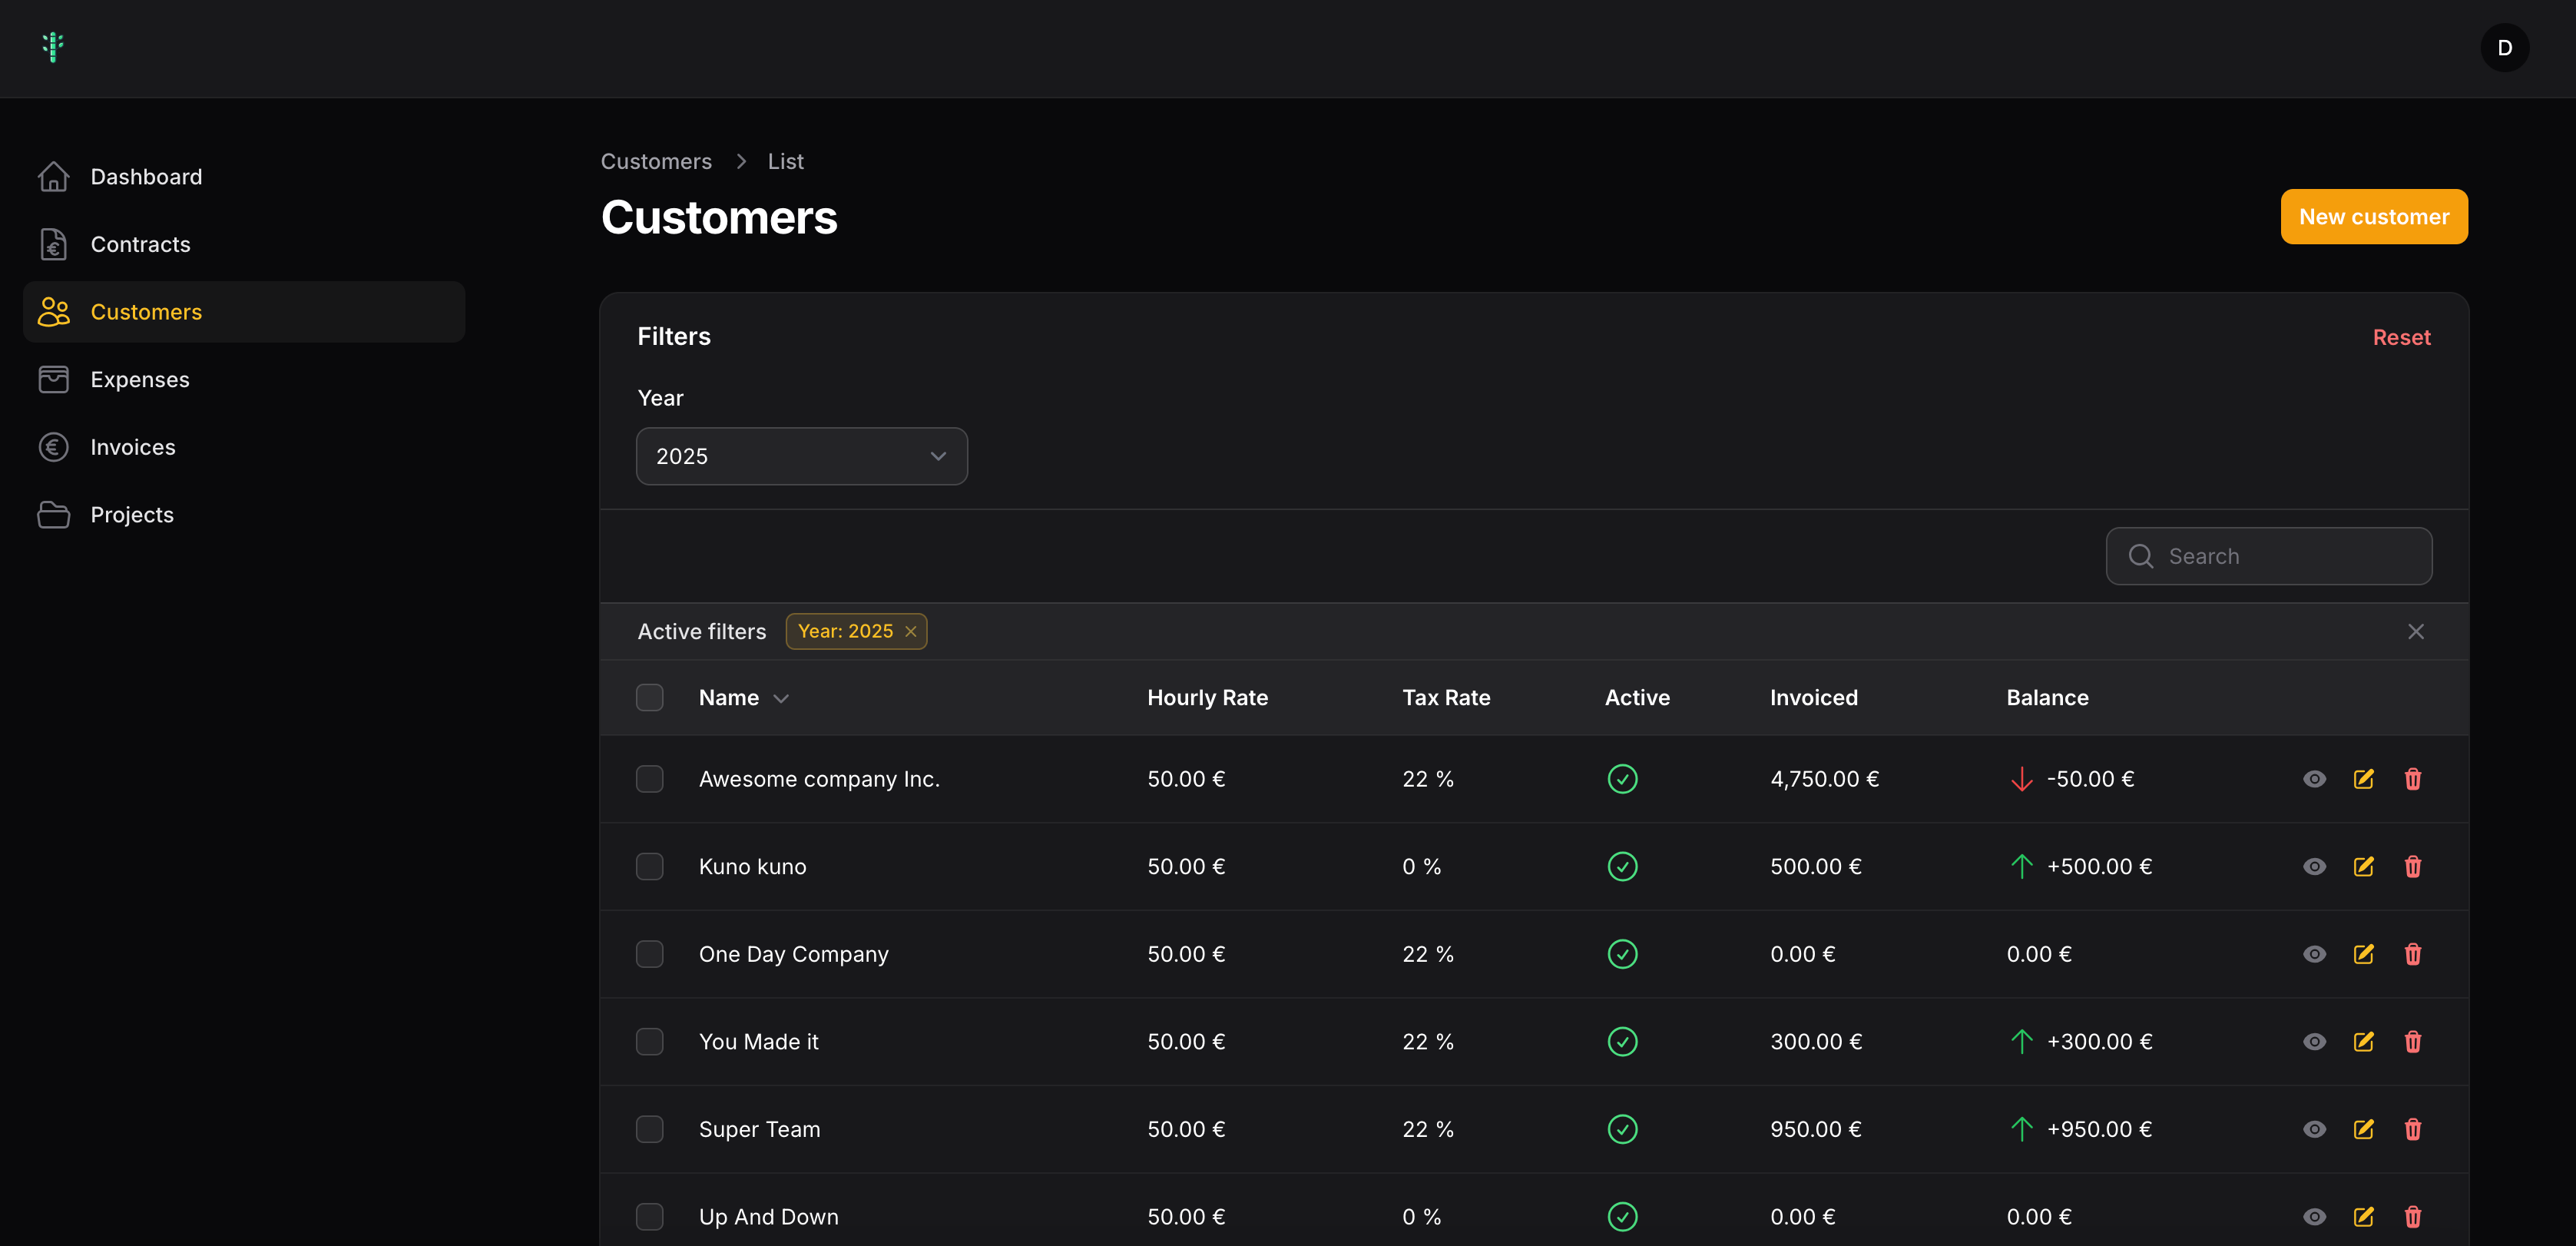 D
Dashboard
Contracts
Customers
Expenses
Invoices
Projects
Customers List
Customers
New customer
Filters
Reset
Year
2025
Search
Active filters Year: 2025
Name Hourly Rate Tax Rate Active Invoiced Balance
Awesome company Inc. 50.00 € 22 % 4,750.00 € -50.00 €
Kuno kuno 50.00 € 0 % 500.00 € +500.00 €
One Day Company 50.00 € 22 % 0.00 € 0.00 €
You Made it 50.00 € 22 % 300.00 € +300.00 €
Super Team 50.00 € 22 % 950.00 € +950.00 €
Up And Down 50.00 € 0 % 0.00 € 0.00 €